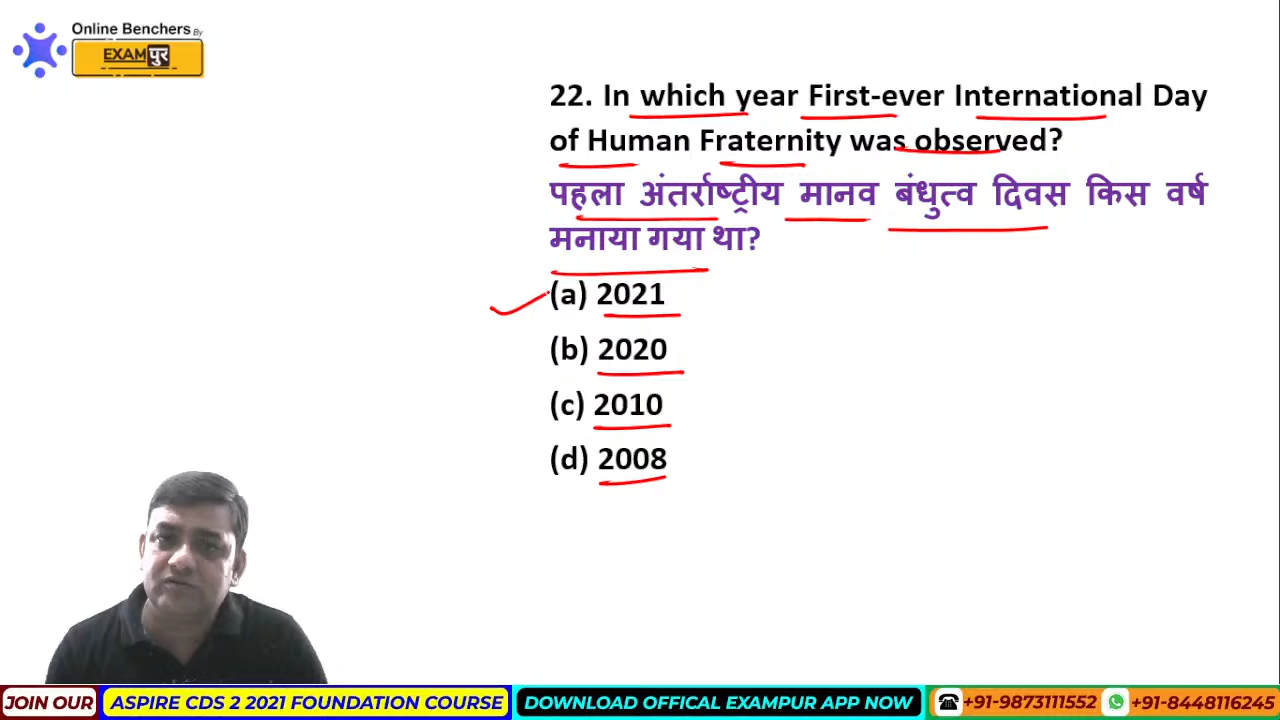 Online Benchers By
EXAMपुर
22. In which year First-ever International Day
of Human Fraternity was observed?
पहला अंतर्राष्ट्रीय मानव बंधुत्व दिवस किस वर्ष
मनाया गया था?
(a) 2021
(b) 2020
(c) 2010
(d) 2008
JOIN OUR ASPIRE CDS 2 2021 FOUNDATION COURSE DOWNLOAD OFFICAL EXAMPUR APP NOW +91-9873111552 +91-8448116245